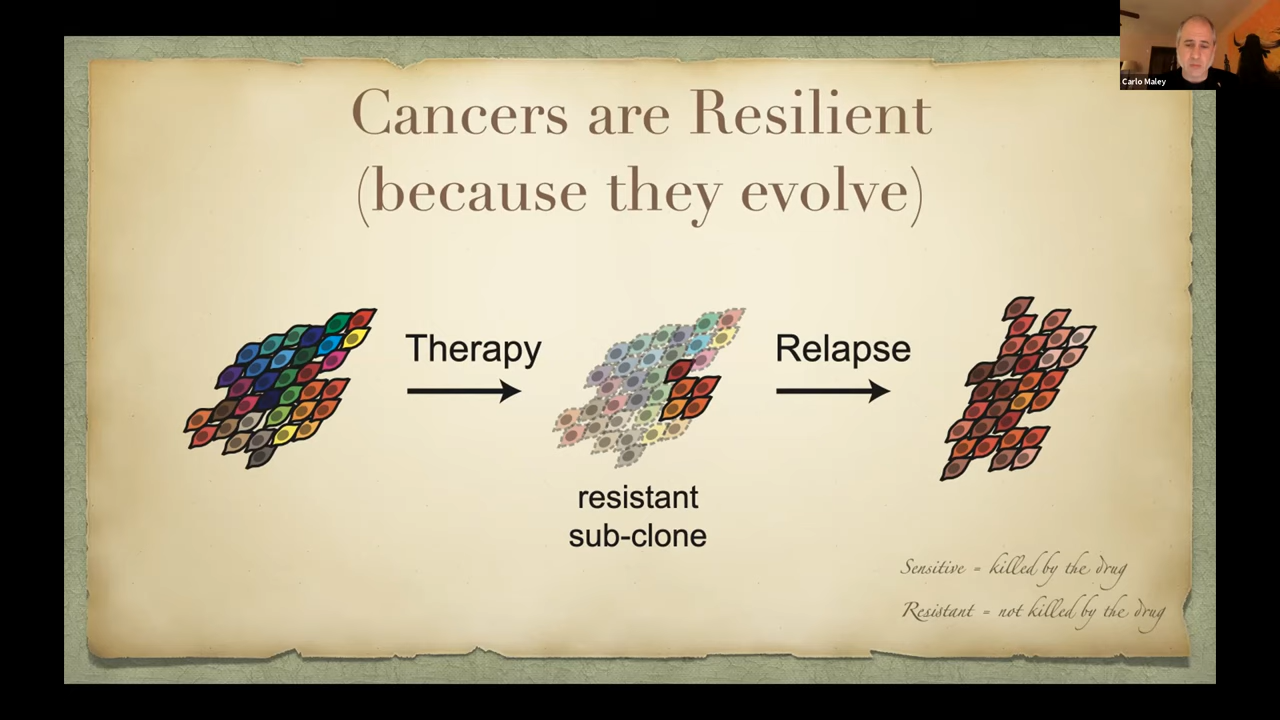 Cancers are Resilient
(because they evolve)
Therapy
Relapse
resistant
sub-clone
Sensitive = killed by the drug
Resistant = not killed by the drug
Carlo Maley